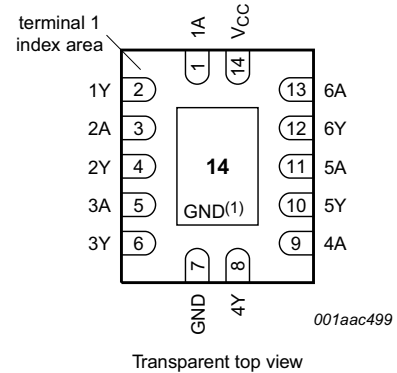 terminal 1
index area
1A
VCC
1 14
1Y 2 13 6A
2A 3 12 6Y
2Y 4 14 11 5A
3A 5 GND(1) 10 5Y
3Y 6 9 4A
7 8
GND
4Y
001aac499
Transparent top view